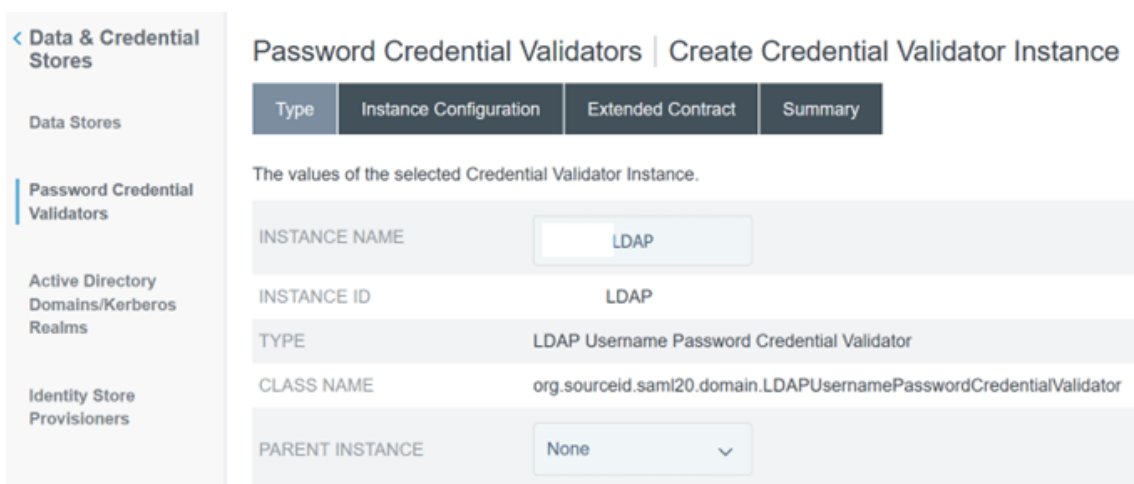 Data & Credential
Stores
Data Stores
Password Credential
Validators
Active Directory
Domains/Kerberos
Realms
Identity Store
Provisioners
Password Credential Validators | Create Credential Validator Instance
Type Instance Configuration Extended Contract Summary
The values of the selected Credential Validator Instance.
INSTANCE NAME LDAP
INSTANCE ID LDAP
TYPE LDAP Username Password Credential Validator
CLASS NAME org.sourceid.saml20.domain.LDAPUsernamePasswordCredentialValidator
PARENT INSTANCE None